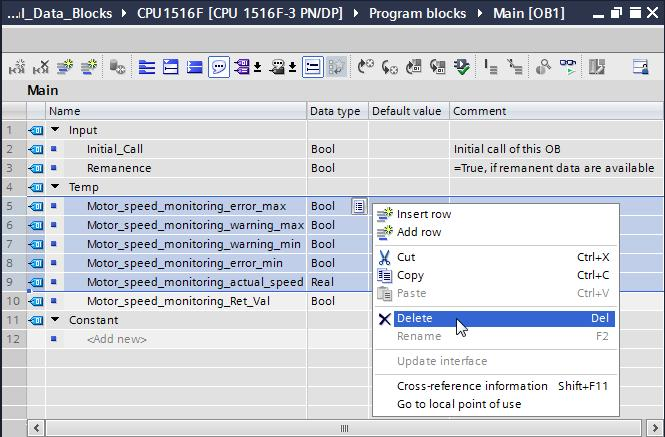 ...ıl_Data_Blocks ▸ CPU1516F [CPU 1516F-3 PN/DP] ▸ Program blocks ▸ Main [OB1]
Main
Name Data type Default value Comment
1 Input
2 Initial_Call Bool Initial call of this OB
3 Remanence Bool =True, if remanent data are available
4 Temp
5 Motor_speed_monitoring_error_max Bool
6 Motor_speed_monitoring_warning_max Bool
7 Motor_speed_monitoring_warning_min Bool
8 Motor_speed_monitoring_error_min Bool
9 Motor_speed_monitoring_actual_speed Real
10 Motor_speed_monitoring_Ret_Val Bool
11 Constant
12 <Add new>
Insert row
Add row
Cut Ctrl+X
Copy Ctrl+C
Paste Ctrl+V
Delete Del
Rename F2
Update interface
Cross-reference information Shift+F11
Go to local point of use